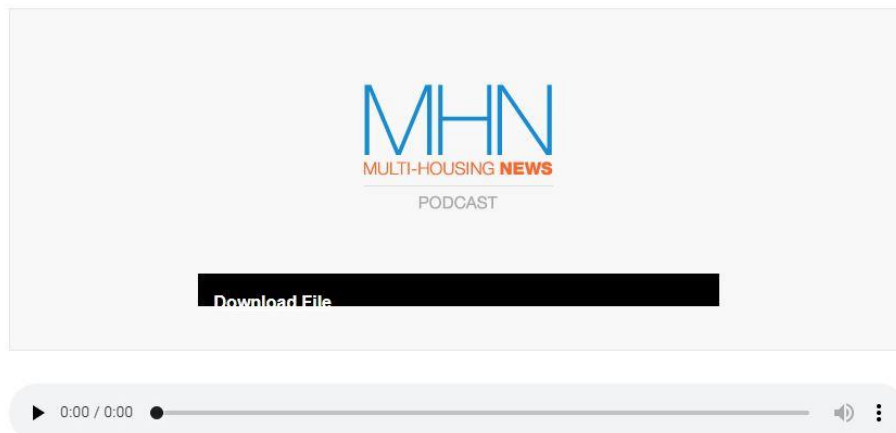 MHN
MULTI-HOUSING NEWS
PODCAST
Download File
0:00 / 0:00